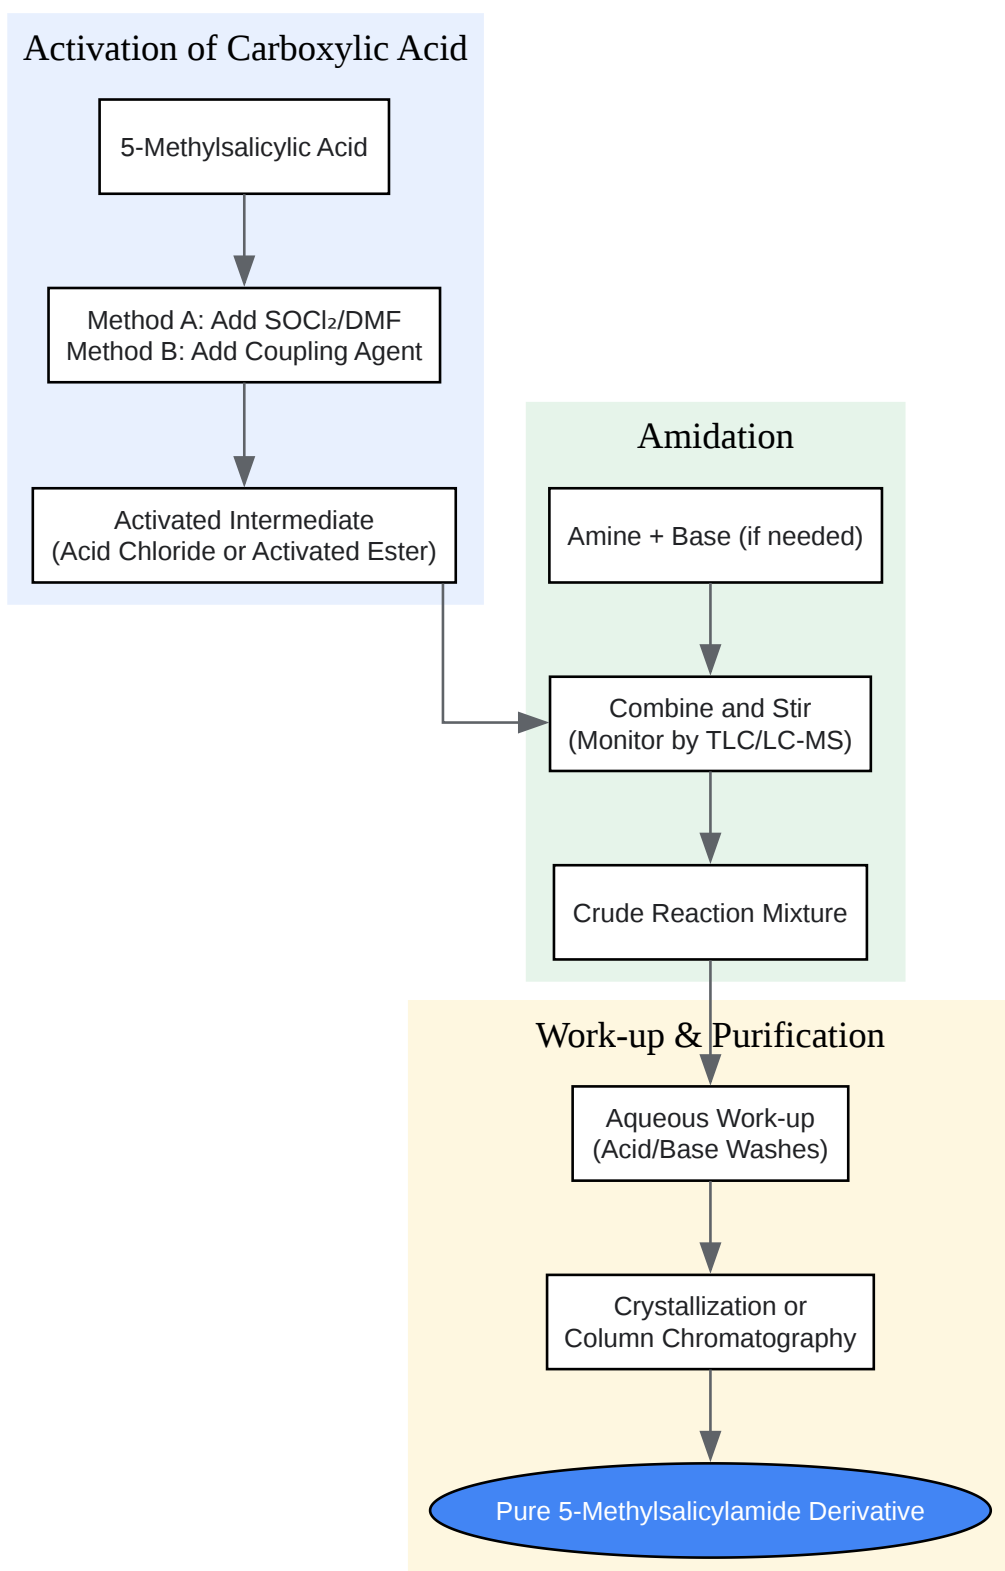 Activation of Carboxylic Acid
5-Methylsalicylic Acid
Method A: Add SOCl₂/DMF
Method B: Add Coupling Agent
Activated Intermediate
(Acid Chloride or Activated Ester)
Amidation
Amine + Base (if needed)
Combine and Stir
(Monitor by TLC/LC-MS)
Crude Reaction Mixture
Work-up & Purification
Aqueous Work-up
(Acid/Base Washes)
Crystallization or
Column Chromatography
Pure 5-Methylsalicylamide Derivative